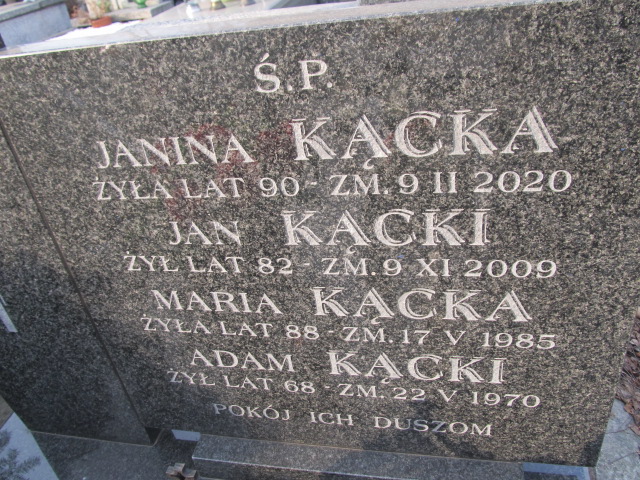 Ś.P.
JANINA KĄCKA
ŻYŁA LAT 90 - ZM. 9 II 2020
JAN KĄCKI
ŻYŁ LAT 82 - ZM. 9 XI 2009
MARIA KĄCKA
ŻYŁA LAT 88 - ZM. 17 V 1985
ADAM KĄCKI
ŻYŁ LAT 68 - ZM. 22 V 1970
POKÓJ ICH DUSZOM